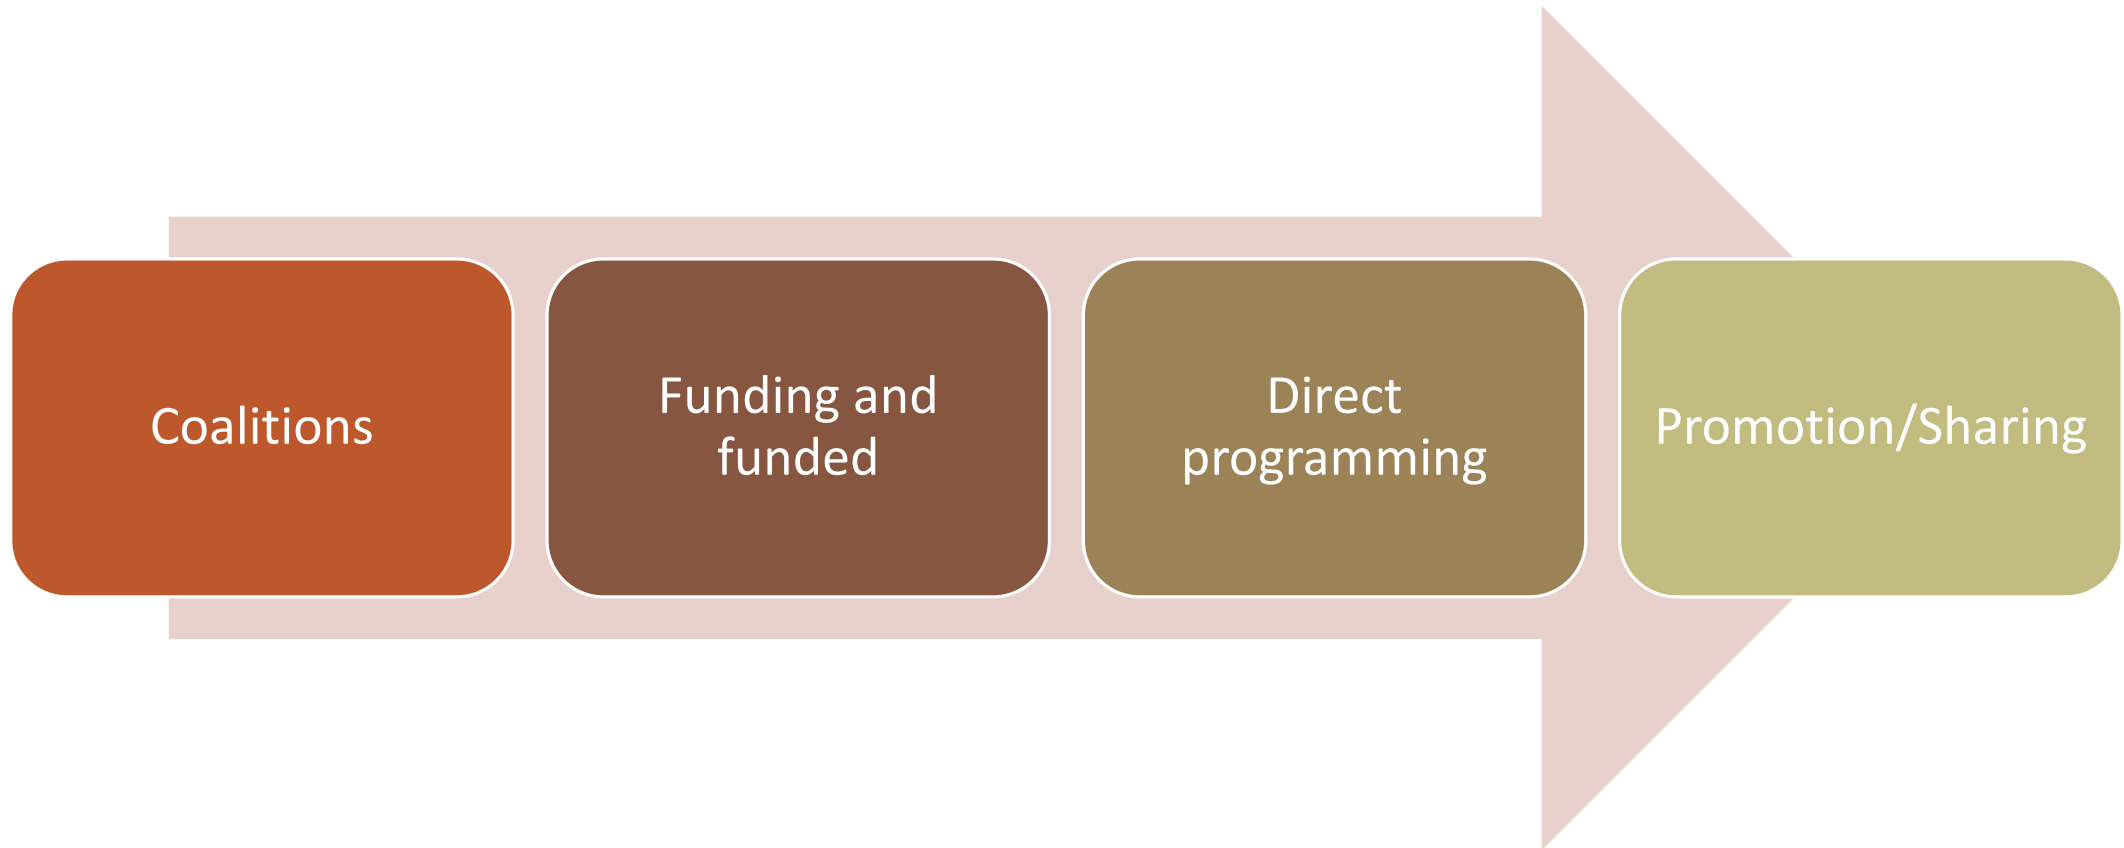 Coalitions
Funding and
funded
Direct
programming
Promotion/Sharing